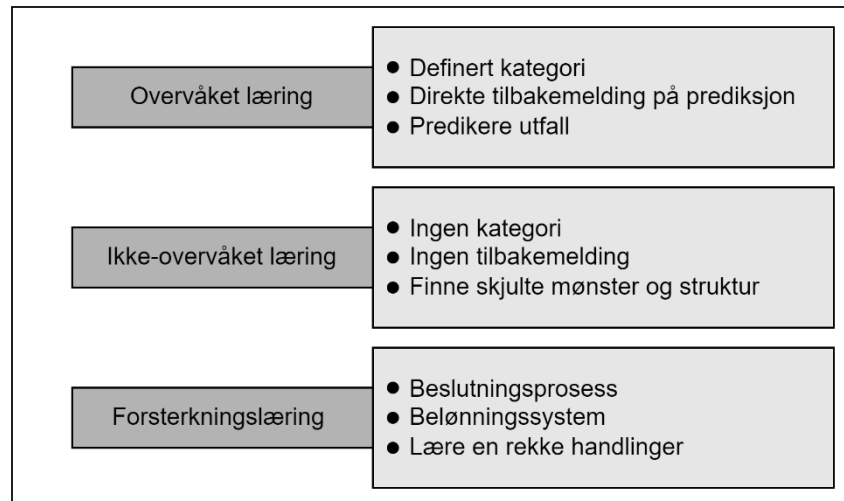 Overvåket læring
● Definert kategori
● Direkte tilbakemelding på prediksjon
● Predikere utfall
Ikke-overvåket læring
● Ingen kategori
● Ingen tilbakemelding
● Finne skjulte mønster og struktur
Forsterkningslæring
● Beslutningsprosess
● Belønningssystem
● Lære en rekke handlinger